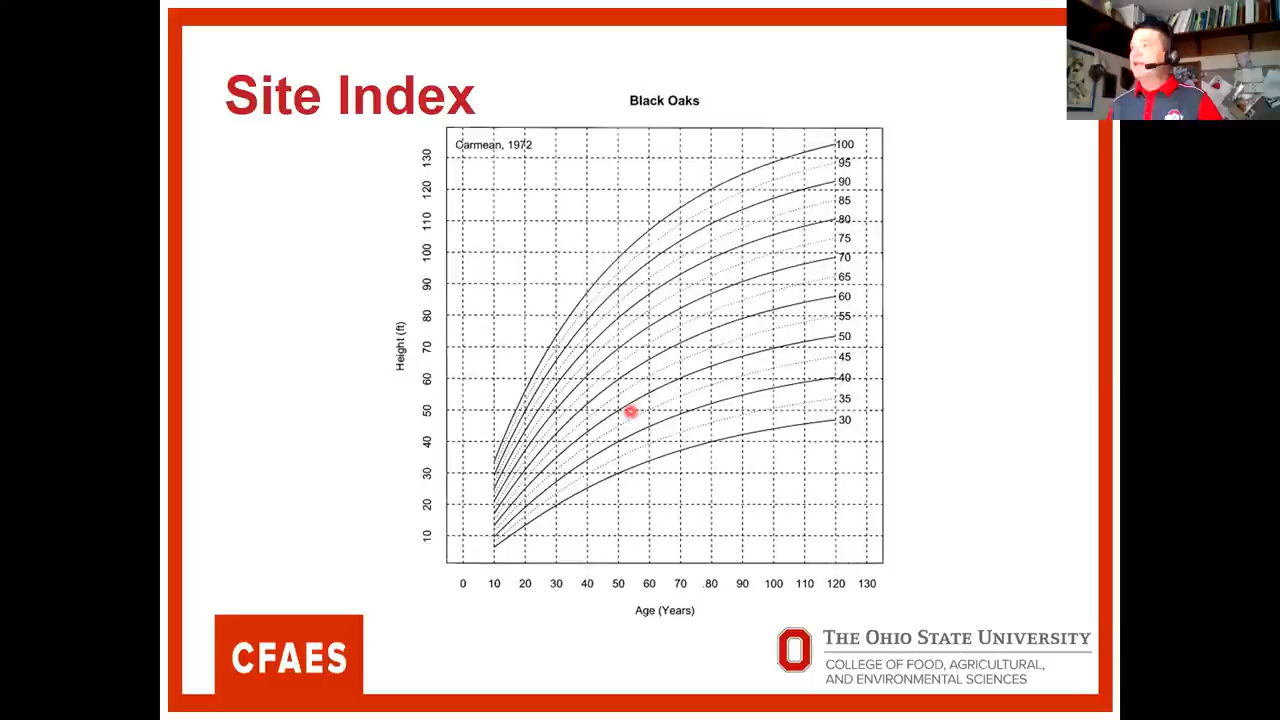 Site Index
Black Oaks
Carmean, 1972
100
95
90
85
80
75
70
65
60
55
50
45
40
35
30
130
120
110
100
90
80
70
60
50
40
30
20
10
Height (ft)
0 10 20 30 40 50 60 70 80 90 100 110 120 130
Age (Years)
CFAES
THE OHIO STATE UNIVERSITY
COLLEGE OF FOOD, AGRICULTURAL,
AND ENVIRONMENTAL SCIENCES